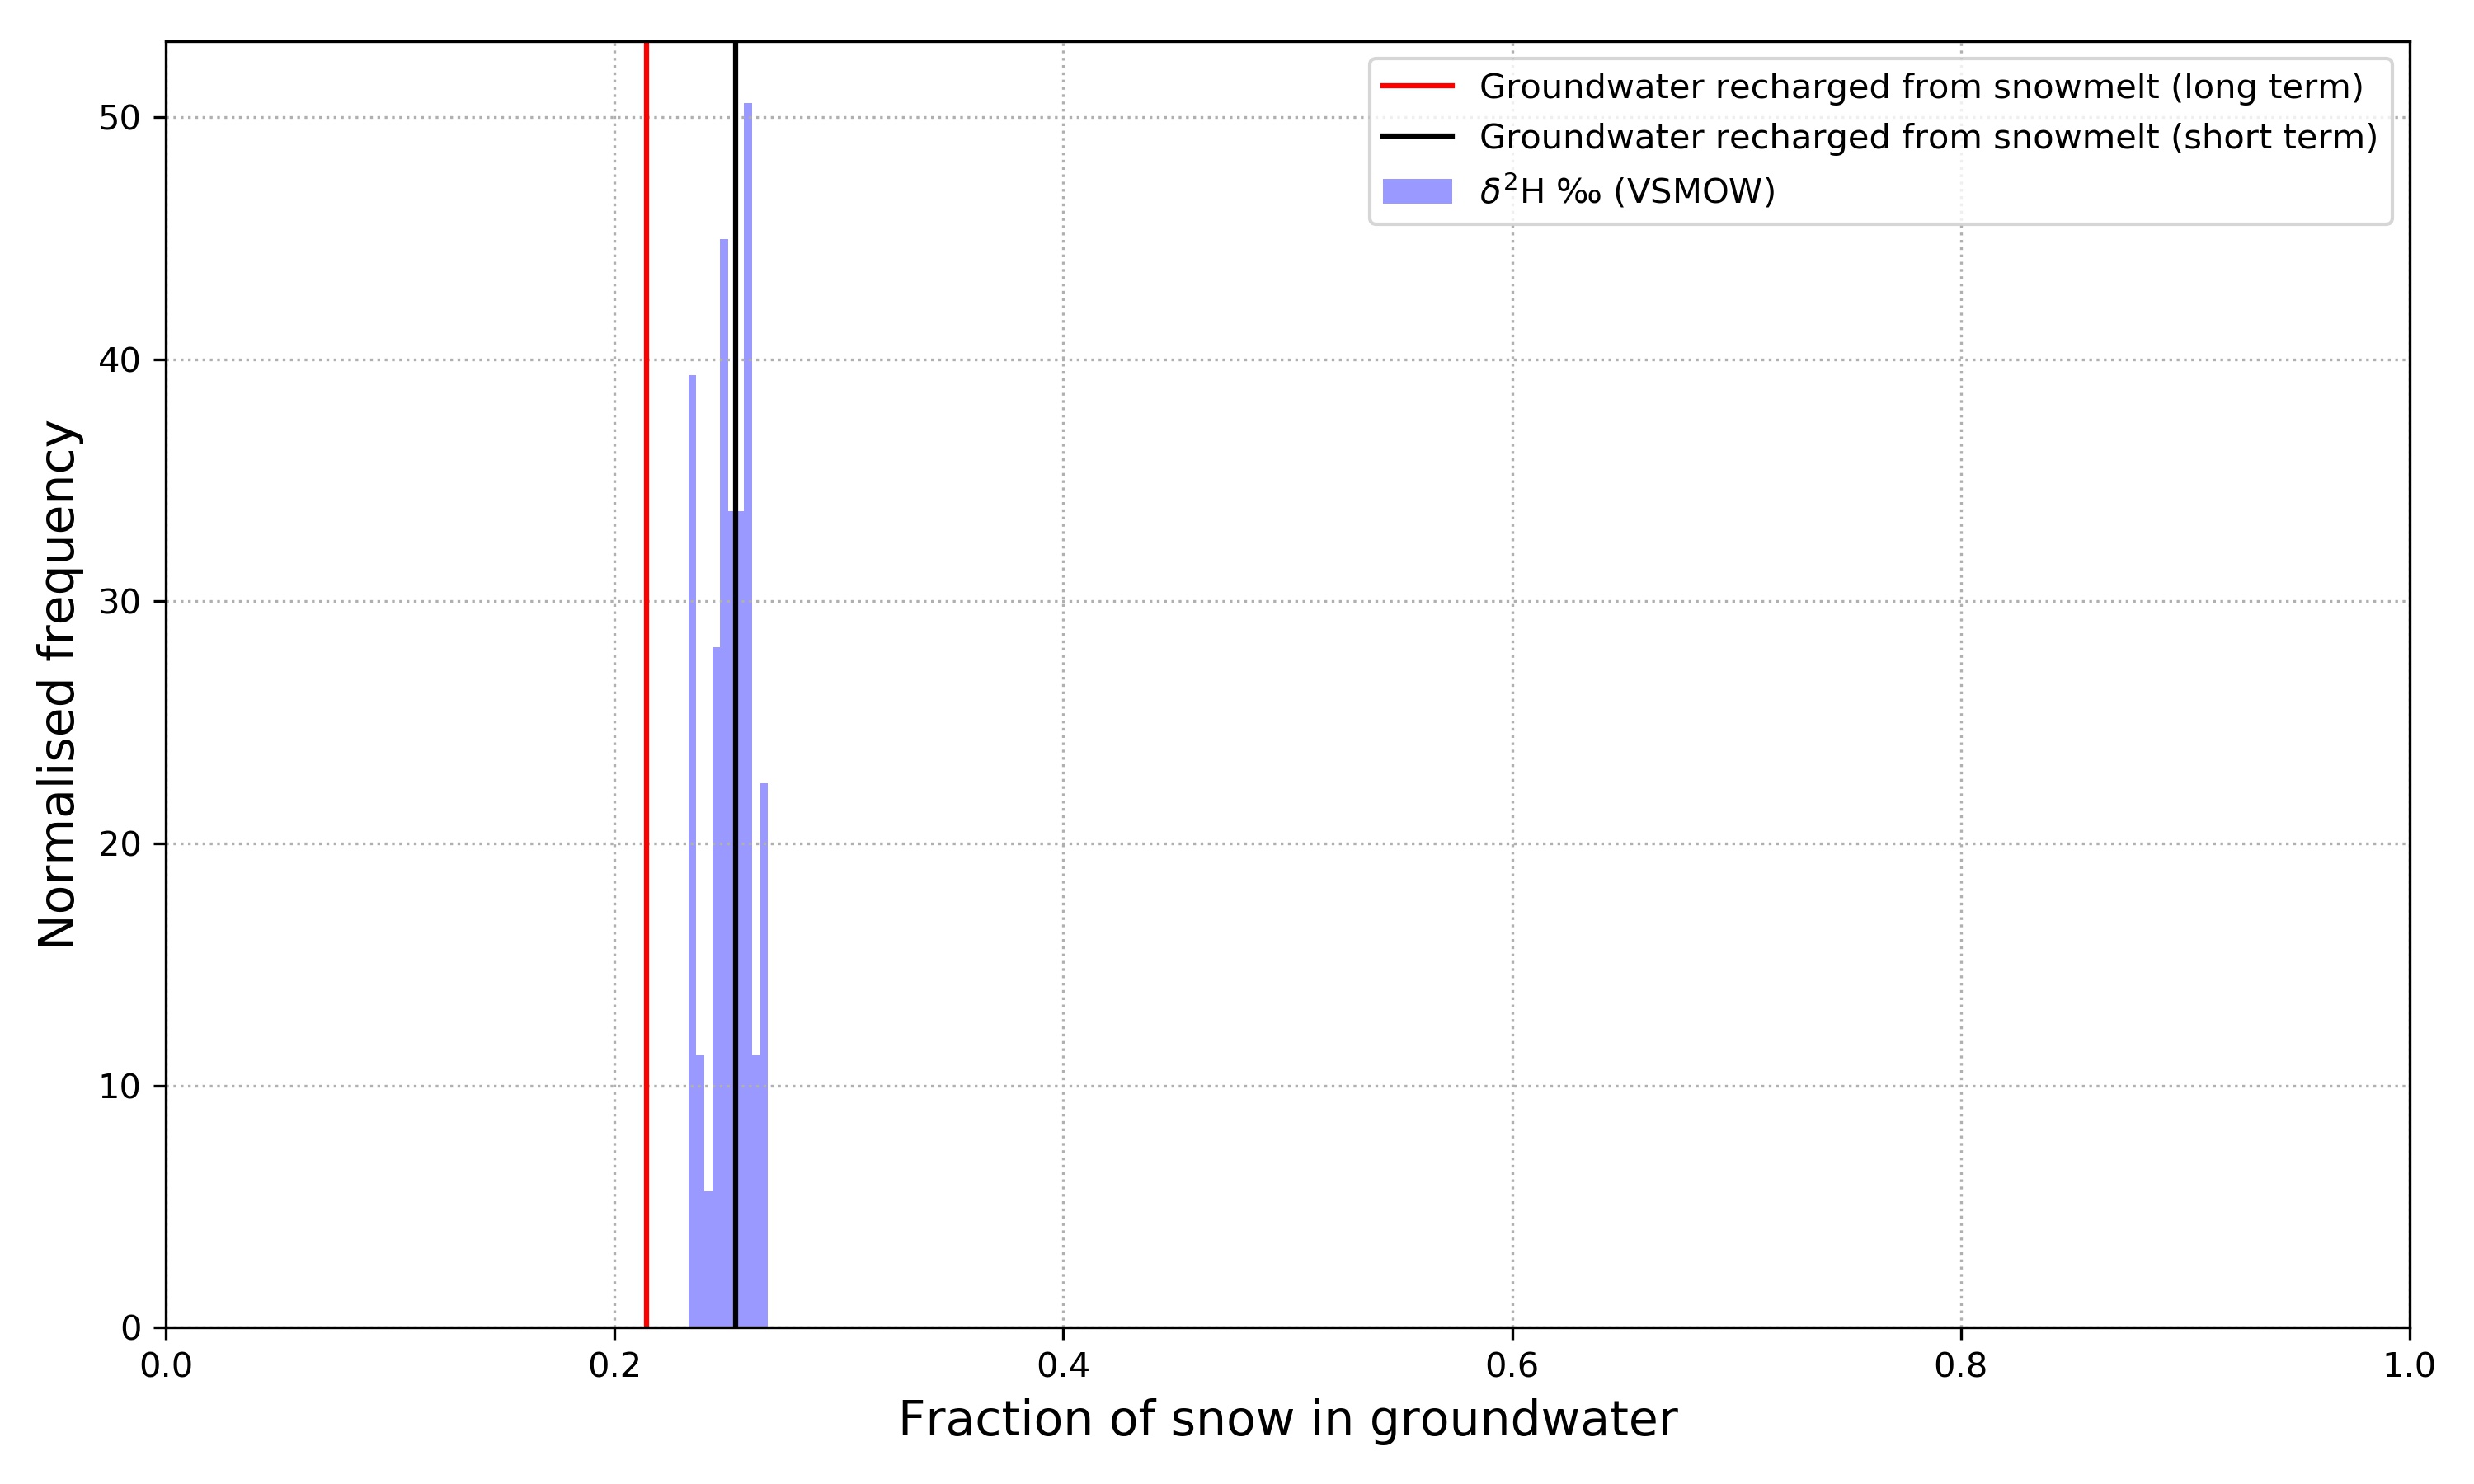 Groundwater recharged from snowmelt (long term)
Groundwater recharged from snowmelt (short term)
δ²H ‰ (VSMOW)
Normalised frequency
50
40
30
20
10
0
0.0 0.2 0.4 0.6 0.8 1.0
Fraction of snow in groundwater